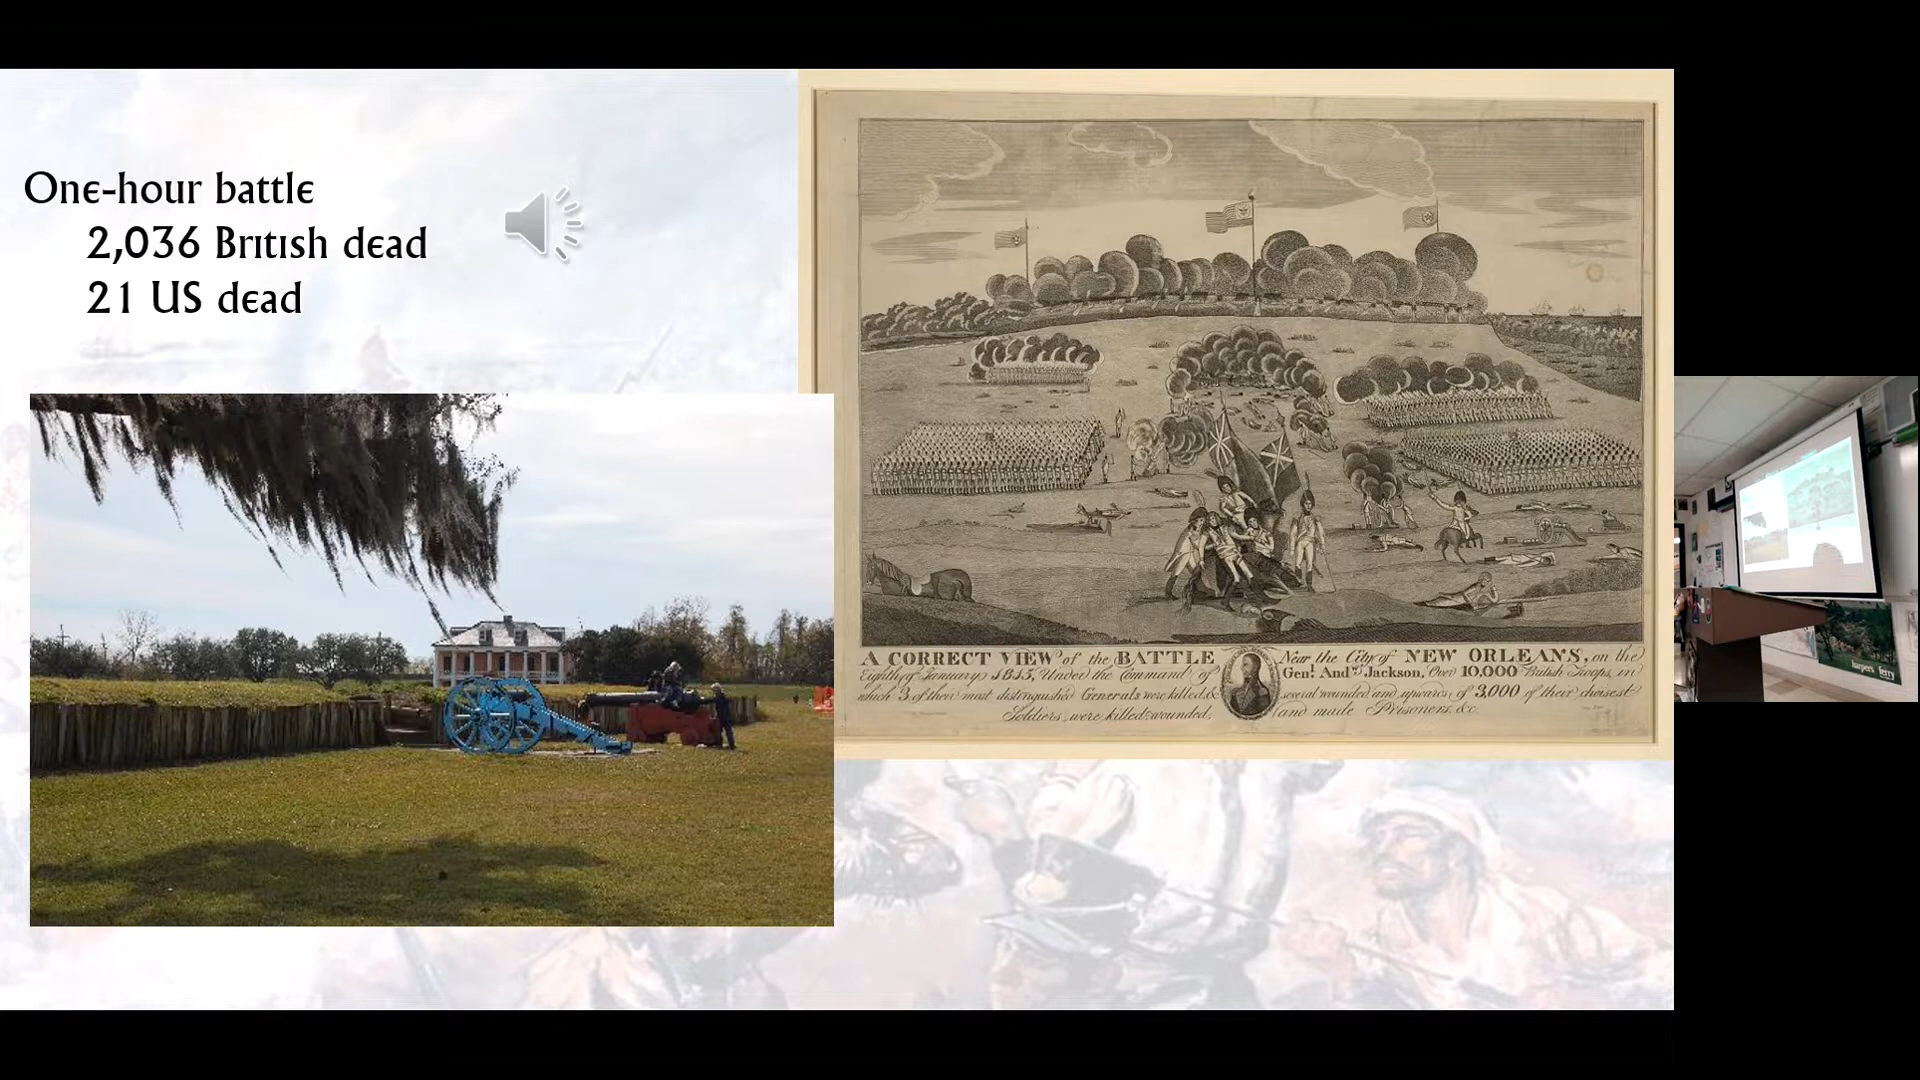 One-hour battle
2,036 British dead
21 US dead
A CORRECT VIEW of the BATTLE Near the City of NEW ORLEANS, on the
Eighth of January 1815, Under the Command of Genl. Andw. Jackson, Over 10,000 British Troops, in
which 3 of their most distinguished Generals were killed, & several wounded and upwards of 3,000 of their choisest
Soldiers were killed, wounded, and made Prisoners, &c.
harpers ferry